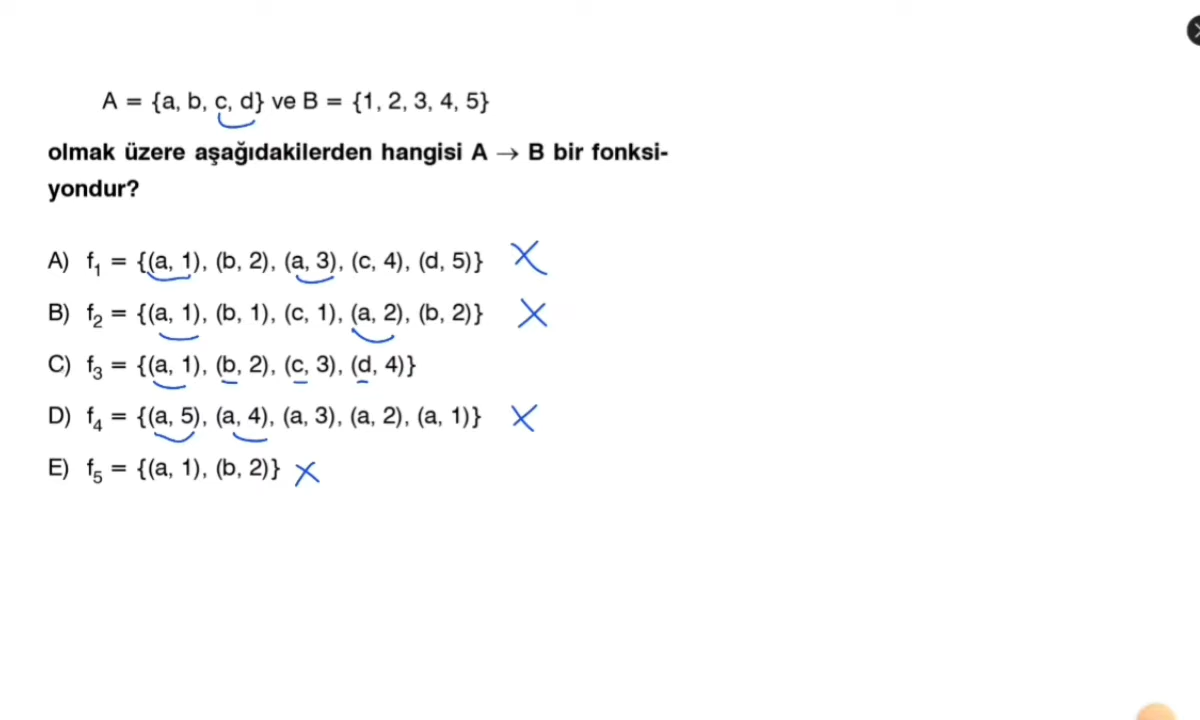 A = {a, b, c, d} ve B = {1, 2, 3, 4, 5}
olmak üzere aşağıdakilerden hangisi A → B bir fonksi-
yondur?
A) f₁ = {(a, 1), (b, 2), (a, 3), (c, 4), (d, 5)}
B) f₂ = {(a, 1), (b, 1), (c, 1), (a, 2), (b, 2)}
C) f₃ = {(a, 1), (b, 2), (c, 3), (d, 4)}
D) f₄ = {(a, 5), (a, 4), (a, 3), (a, 2), (a, 1)}
E) f₅ = {(a, 1), (b, 2)}